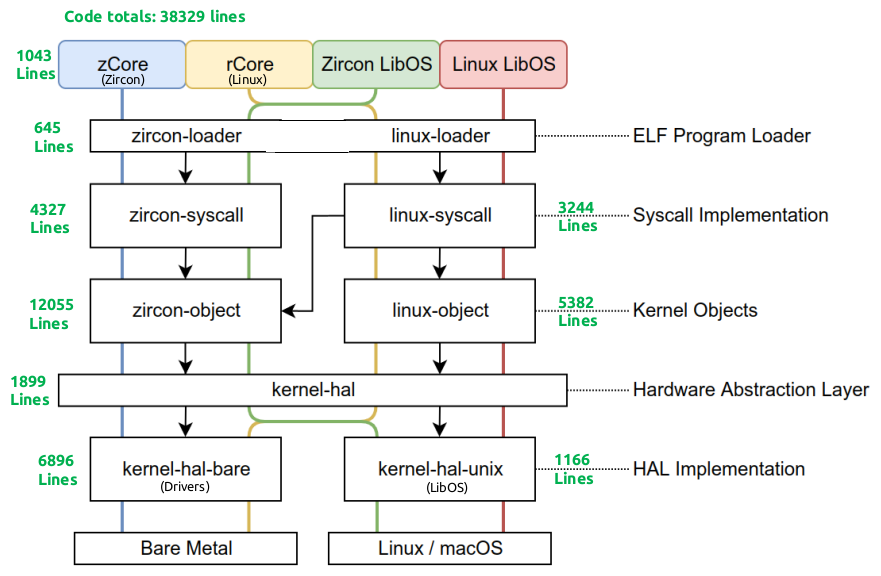 Code totals: 38329 lines
1043
Lines
zCore
(Zircon)
rCore
(Linux)
Zircon LibOS
Linux LibOS
645
Lines
zircon-loader
linux-loader
ELF Program Loader
4327
Lines
zircon-syscall
linux-syscall
3244
Lines
Syscall Implementation
12055
Lines
zircon-object
linux-object
5382
Lines
Kernel Objects
1899
Lines
kernel-hal
Hardware Abstraction Layer
6896
Lines
kernel-hal-bare
(Drivers)
kernel-hal-unix
(LibOS)
1166
Lines
HAL Implementation
Bare Metal
Linux / macOS